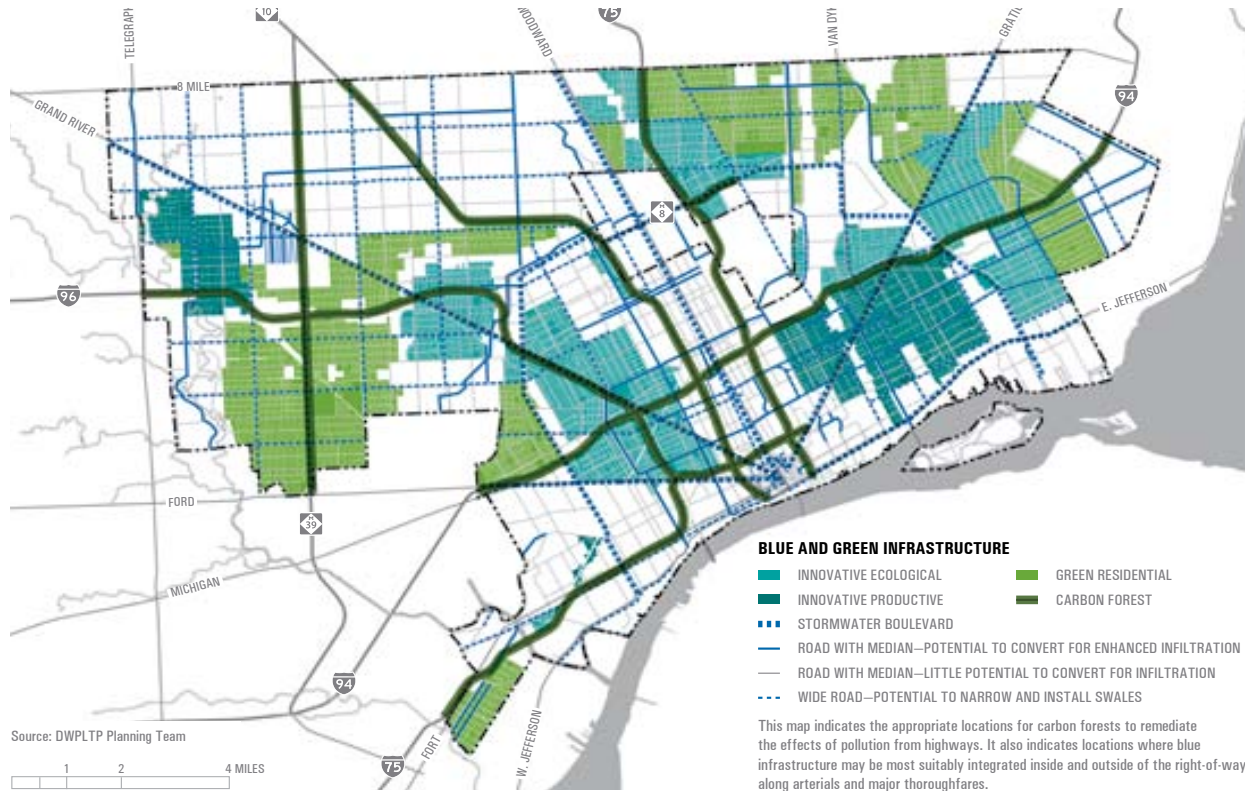 10
75
TELEGRAPH
WOODWARD
VAN DYK
GRATIO
8 MILE
94
GRAND RIVER
M
8
96
E. JEFFERSON
FORD
M
39
MICHIGAN
94
FORT
W. JEFFERSON
75
BLUE AND GREEN INFRASTRUCTURE
INNOVATIVE ECOLOGICAL
GREEN RESIDENTIAL
INNOVATIVE PRODUCTIVE
CARBON FOREST
STORMWATER BOULEVARD
ROAD WITH MEDIAN—POTENTIAL TO CONVERT FOR ENHANCED INFILTRATION
ROAD WITH MEDIAN—LITTLE POTENTIAL TO CONVERT FOR INFILTRATION
WIDE ROAD—POTENTIAL TO NARROW AND INSTALL SWALES
This map indicates the appropriate locations for carbon forests to remediate
the effects of pollution from highways. It also indicates locations where blue
infrastructure may be most suitably integrated inside and outside of the right-of-way
along arterials and major thoroughfares.
Source: DWPLTP Planning Team
1 2 4 MILES